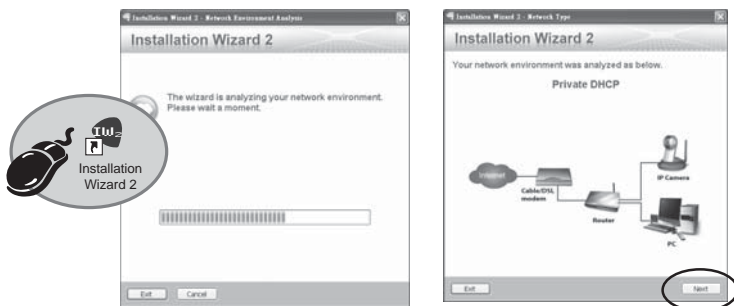 Installation Wizard 2 - Network Environment Analysis
Installation Wizard 2
The wizard is analyzing your network environment.
Please wait a moment.
IW2
Installation
Wizard 2
Exit
Cancel
Installation Wizard 2 - Network Type
Installation Wizard 2
Your network environment was analyzed as below.
Private DHCP
Internet
Cable/DSL
modem
Router
IP Camera
PC
Exit
Next